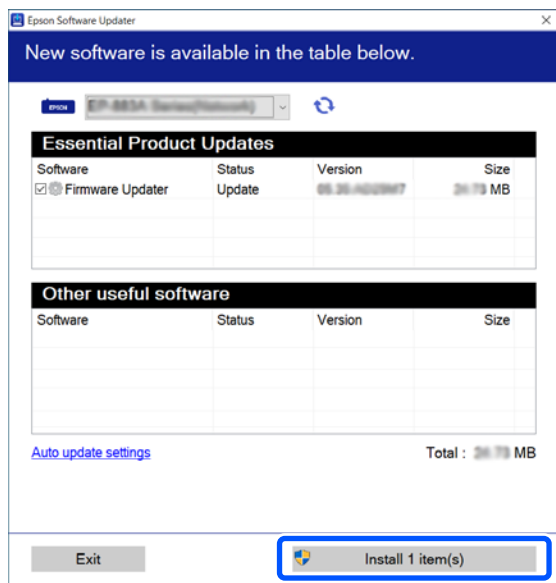 Epson Software Updater
New software is available in the table below.
EPSON
Essential Product Updates
Software Status Version Size
Firmware Updater Update MB
Other useful software
Software Status Version Size
Auto update settings Total : MB
Exit Install 1 item(s)